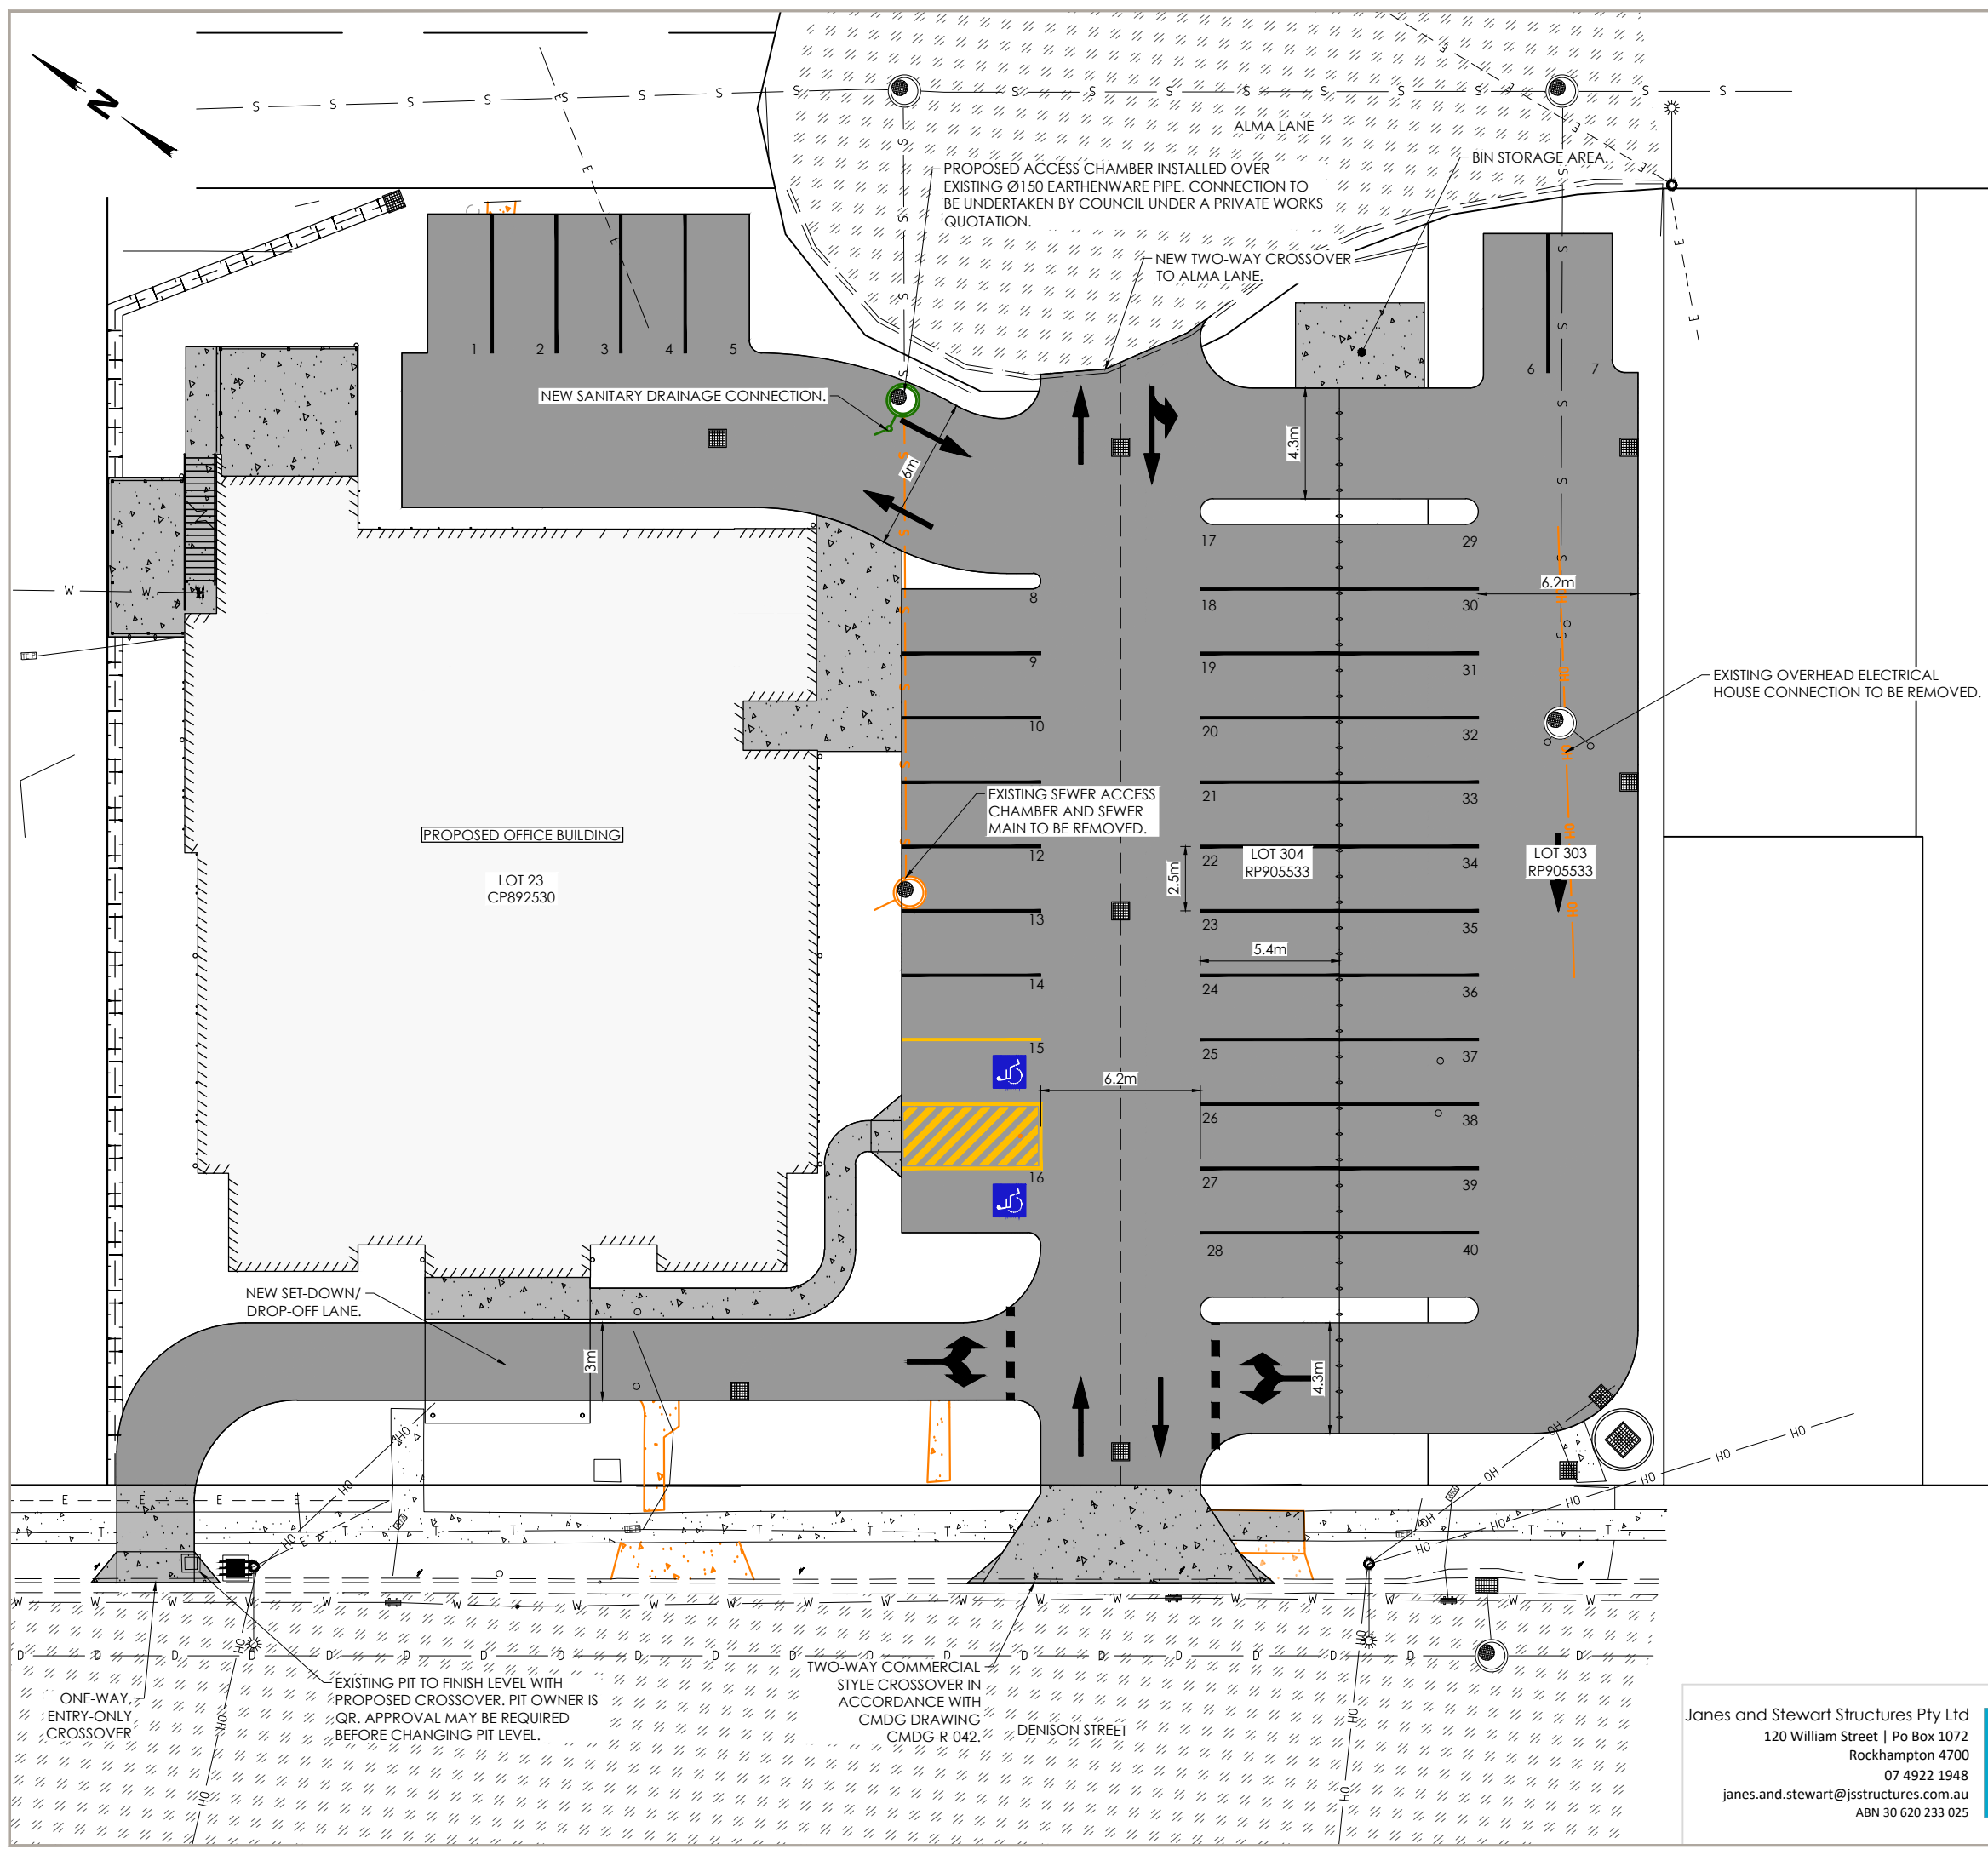 N
ALMA LANE
BIN STORAGE AREA.
PROPOSED ACCESS CHAMBER INSTALLED OVER
EXISTING Ø150 EARTHENWARE PIPE. CONNECTION TO
BE UNDERTAKEN BY COUNCIL UNDER A PRIVATE WORKS
QUOTATION.
NEW TWO-WAY CROSSOVER
TO ALMA LANE.
1
2
3
4
5
6
7
NEW SANITARY DRAINAGE CONNECTION.
6m
4.3m
17
29
8
18
30
6.2m
9
19
31
10
20
32
EXISTING OVERHEAD ELECTRICAL
HOUSE CONNECTION TO BE REMOVED.
EXISTING SEWER ACCESS
CHAMBER AND SEWER
MAIN TO BE REMOVED.
21
33
PROPOSED OFFICE BUILDING
LOT 23
CP892530
12
22
34
LOT 304
RP905533
LOT 303
RP905533
2.5m
13
23
35
5.4m
14
24
36
15
25
37
6.2m
26
38
16
27
39
28
40
NEW SET-DOWN/
DROP-OFF LANE.
3m
4.3m
EXISTING PIT TO FINISH LEVEL WITH
PROPOSED CROSSOVER. PIT OWNER IS
QR. APPROVAL MAY BE REQUIRED
BEFORE CHANGING PIT LEVEL.
ONE-WAY,
ENTRY-ONLY
CROSSOVER
TWO-WAY COMMERCIAL
STYLE CROSSOVER IN
ACCORDANCE WITH
CMDG DRAWING
CMDG-R-042.
DENISON STREET
Janes and Stewart Structures Pty Ltd
120 William Street | Po Box 1072
Rockhampton 4700
07 4922 1948
janes.and.stewart@jsstructures.com.au
ABN 30 620 233 025